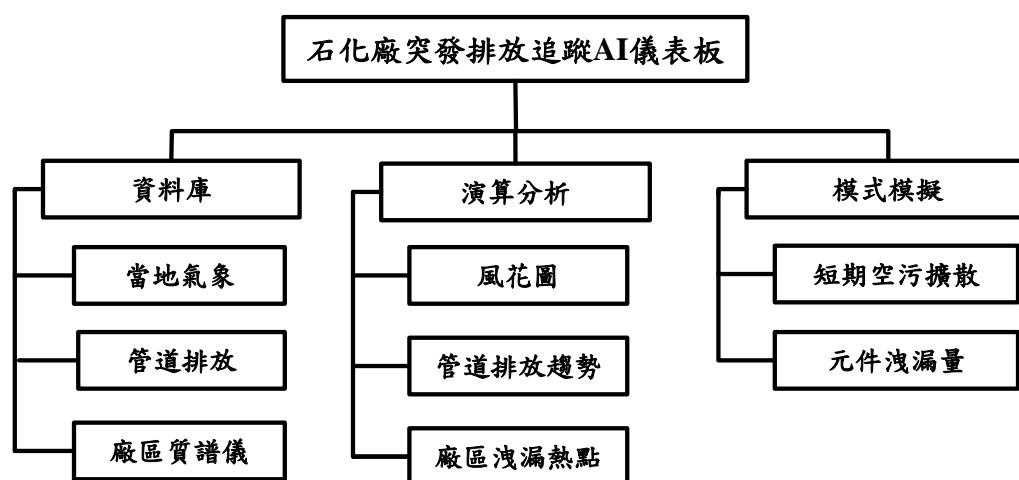 石化廠突發排放追蹤AI儀表板
資料庫
當地氣象
管道排放
廠區質譜儀
演算分析
風花圖
管道排放趨勢
廠區洩漏熱點
模式模擬
短期空污擴散
元件洩漏量